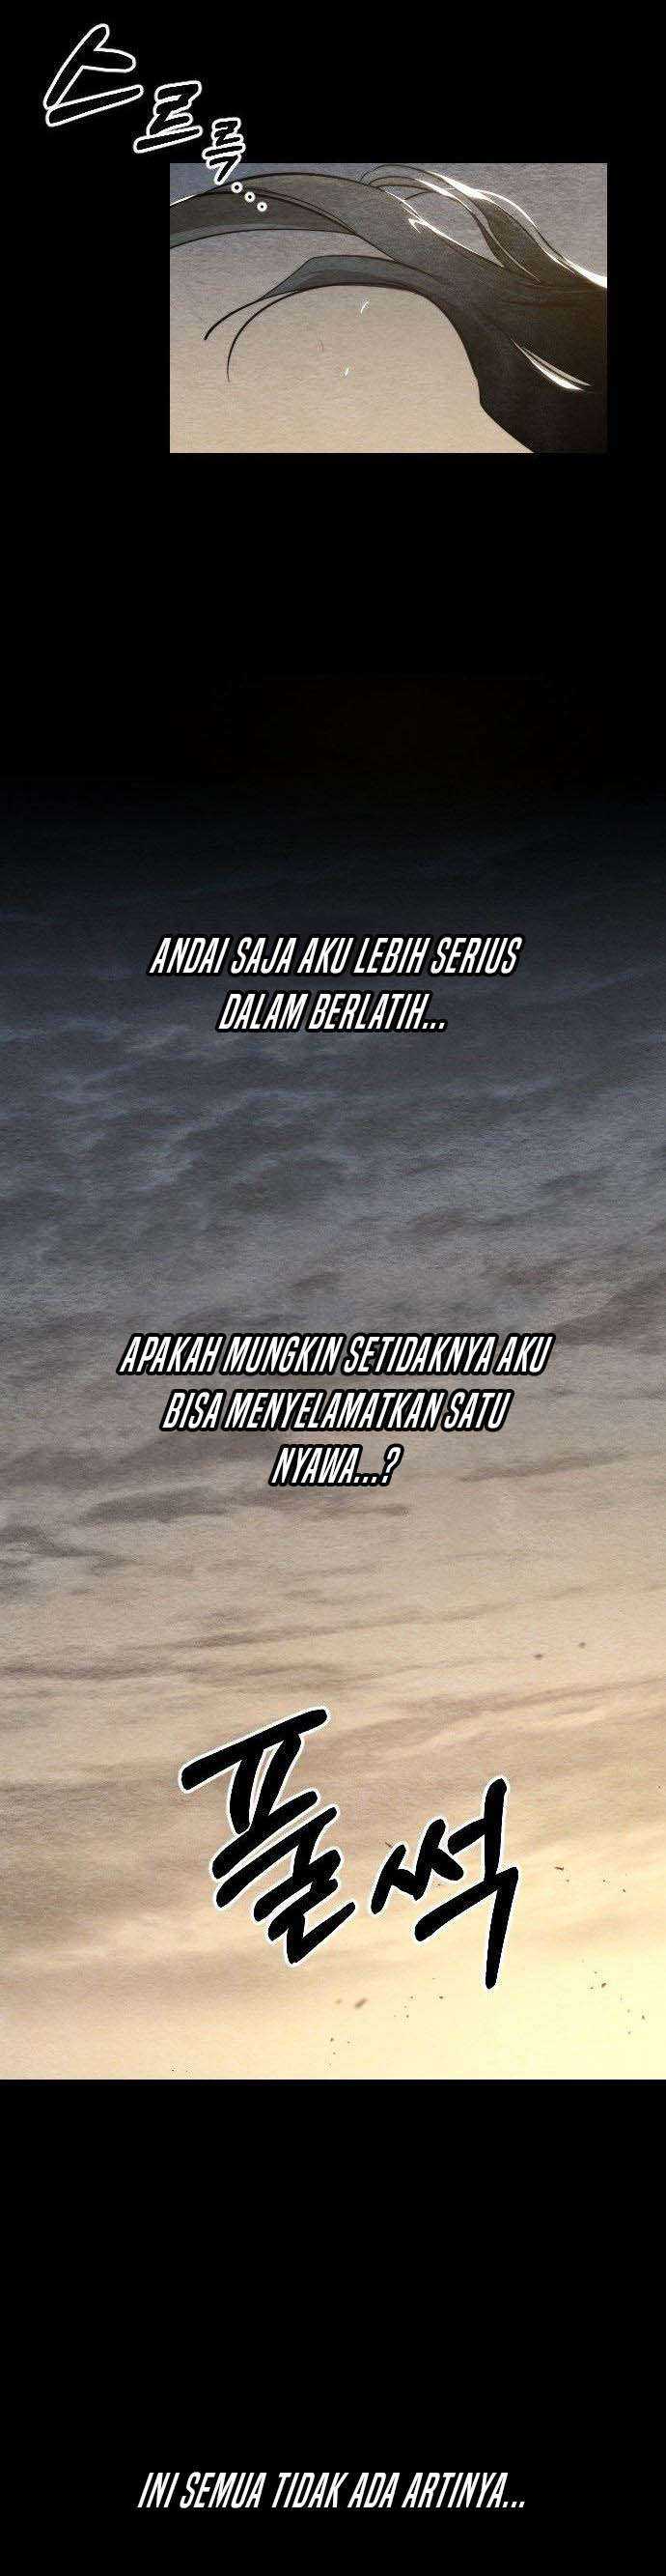 스르륵...
ANDAI SAJA AKU LEBIH SERIUS
DALAM BERLATIH...
APAKAH MUNGKIN SETIDAKNYA AKU
BISA MENYELAMATKAN SATU
NYAWA...?
풀썩
INI SEMUA TIDAK ADA ARTINYA...